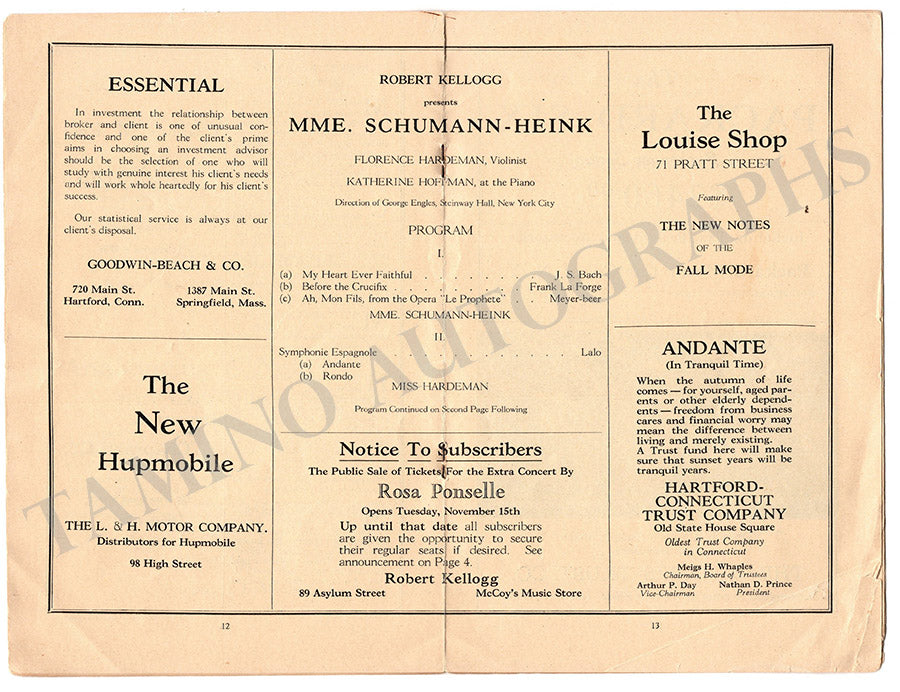 ESSENTIAL
In investment the relationship between
broker and client is one of unusual con-
fidence and one of the client's prime
aims in choosing an investment advisor
should be the selection of one who will
study with genuine interest his client's needs
and will work whole heartedly for his client's
success.
Our statistical service is always at our
client's disposal.
GOODWIN-BEACH & CO.
720 Main St. 1387 Main St.
Hartford, Conn. Springfield, Mass.
The
New
Hupmobile
THE L. & H. MOTOR COMPANY.
Distributors for Hupmobile
98 High Street
ROBERT KELLOGG
presents
MME. SCHUMANN-HEINK
FLORENCE HARDEMAN, Violinist
KATHERINE HOFFMAN, at the Piano
Direction of George Engles, Steinway Hall, New York City
PROGRAM
I.
(a) My Heart Ever Faithful . . . . . . . . . . J. S. Bach
(b) Before the Crucifix . . . . . . . . . . Frank La Forge
(c) Ah, Mon Fils, from the Opera "Le Prophete" . . Meyer-beer
MME. SCHUMANN-HEINK
II.
Symphonie Espagnole . . . . . . . . . . . . Lalo
(a) Andante
(b) Rondo
MISS HARDEMAN
Program Continued on Second Page Following
Notice To Subscribers
The Public Sale of Tickets For the Extra Concert By
Rosa Ponselle
Opens Tuesday, November 15th
Up until that date all subscribers
are given the opportunity to secure
their regular seats if desired. See
announcement on Page 4.
Robert Kellogg
89 Asylum Street McCoy's Music Store
The
Louise Shop
71 PRATT STREET
Featuring
THE NEW NOTES
OF THE
FALL MODE
ANDANTE
(In Tranquil Time)
When the autumn of life
comes — for yourself, aged par-
ents or other elderly depend-
ents — freedom from business
cares and financial worry may
mean the difference between
living and merely existing.
A Trust fund here will make
sure that sunset years will be
tranquil years.
HARTFORD-
CONNECTICUT
TRUST COMPANY
Old State House Square
Oldest Trust Company
in Connecticut
Meigs H. Whaples
Chairman, Board of Trustees
Arthur P. Day Nathan D. Prince
Vice-Chairman President
12 13
TAMINO AUTOGRAPHS